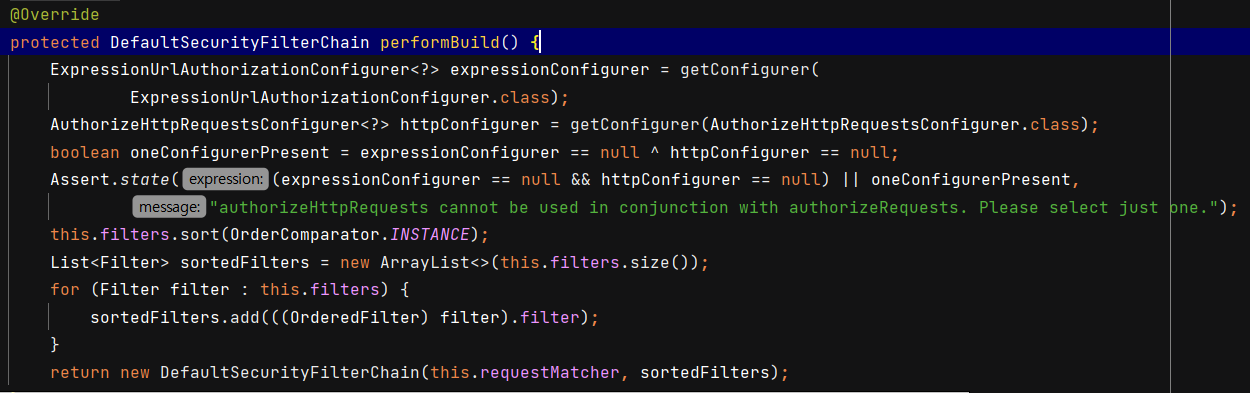 @Override
protected DefaultSecurityFilterChain performBuild() {
ExpressionUrlAuthorizationConfigurer<?> expressionConfigurer = getConfigurer(
ExpressionUrlAuthorizationConfigurer.class);
AuthorizeHttpRequestsConfigurer<?> httpConfigurer = getConfigurer(AuthorizeHttpRequestsConfigurer.class);
boolean oneConfigurerPresent = expressionConfigurer == null ^ httpConfigurer == null;
Assert.state( expression: (expressionConfigurer == null && httpConfigurer == null) || oneConfigurerPresent,
message: "authorizeHttpRequests cannot be used in conjunction with authorizeRequests. Please select just one.");
this.filters.sort(OrderComparator.INSTANCE);
List<Filter> sortedFilters = new ArrayList<>(this.filters.size());
for (Filter filter : this.filters) {
sortedFilters.add(((OrderedFilter) filter).filter);
}
return new DefaultSecurityFilterChain(this.requestMatcher, sortedFilters);